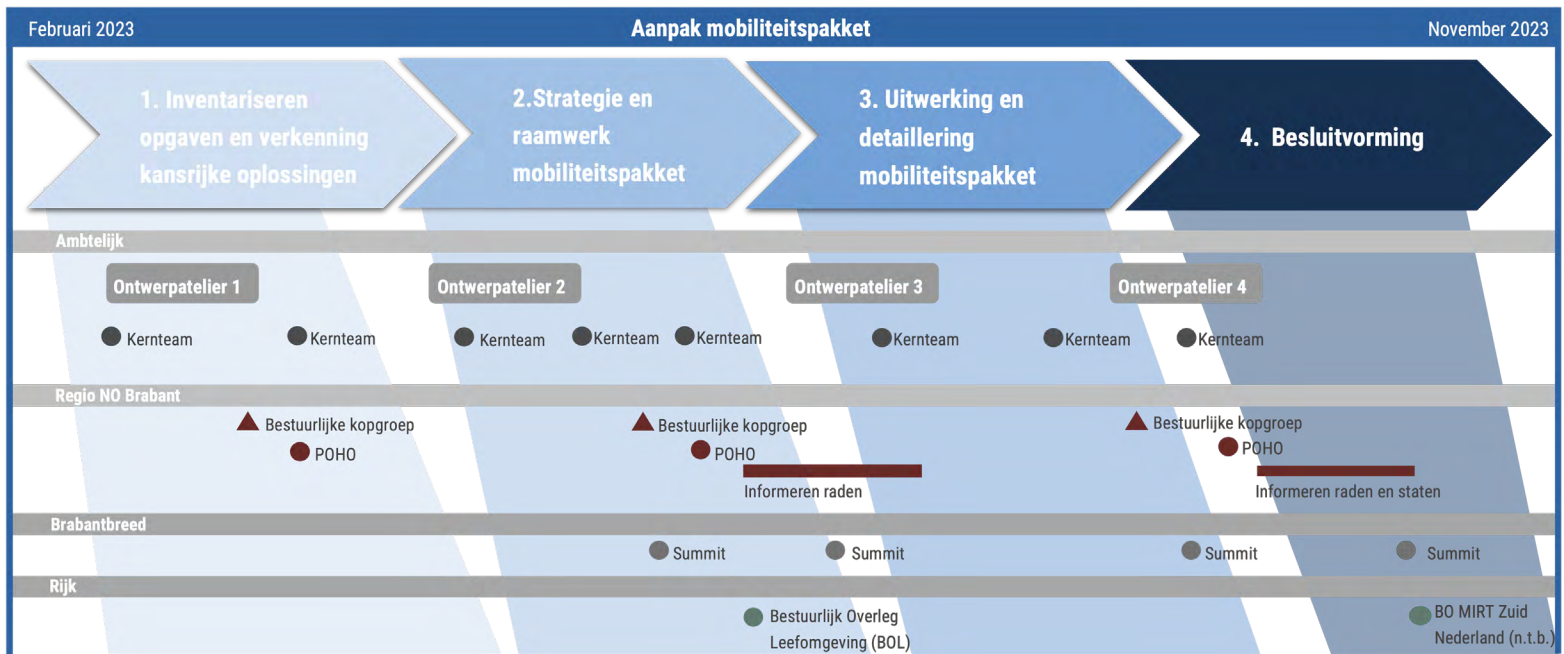 Februari 2023
Aanpak mobiliteitspakket
November 2023
1. Inventariseren
opgaven en verkenning
kansrijke oplossingen
2.Strategie en
raamwerk
mobiliteitspakket
3. Uitwerking en
detaillering
mobiliteitspakket
4. Besluitvorming
Ambtelijk
Ontwerpatelier 1
Ontwerpatelier 2
Ontwerpatelier 3
Ontwerpatelier 4
Kernteam
Kernteam
Kernteam
Kernteam
Kernteam
Kernteam
Kernteam
Kernteam
Regio NO Brabant
Bestuurlijke kopgroep
POHO
Bestuurlijke kopgroep
POHO
Informeren raden
Bestuurlijke kopgroep
POHO
Informeren raden en staten
Brabantbreed
Summit
Summit
Summit
Summit
Rijk
Bestuurlijk Overleg
Leefomgeving (BOL)
BO MIRT Zuid
Nederland (n.t.b.)